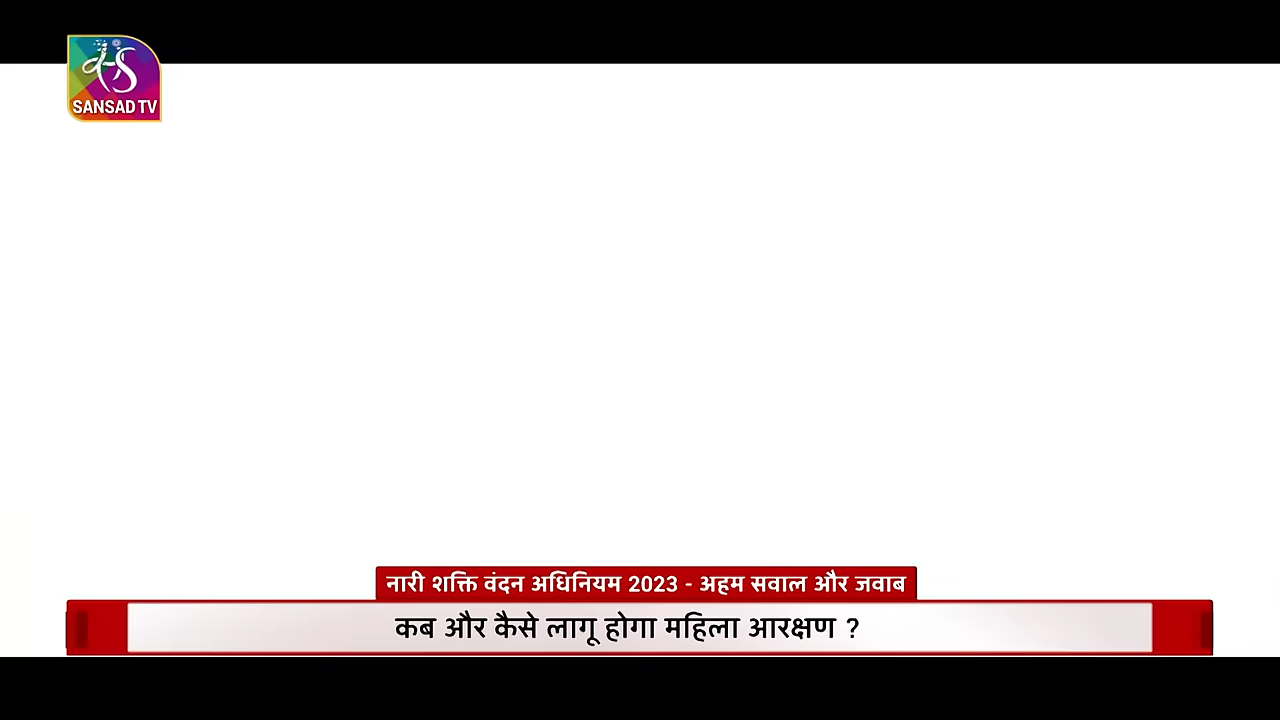 SANSAD TV
नारी शक्ति वंदन अधिनियम 2023 - अहम सवाल और जवाब
कब और कैसे लागू होगा महिला आरक्षण ?